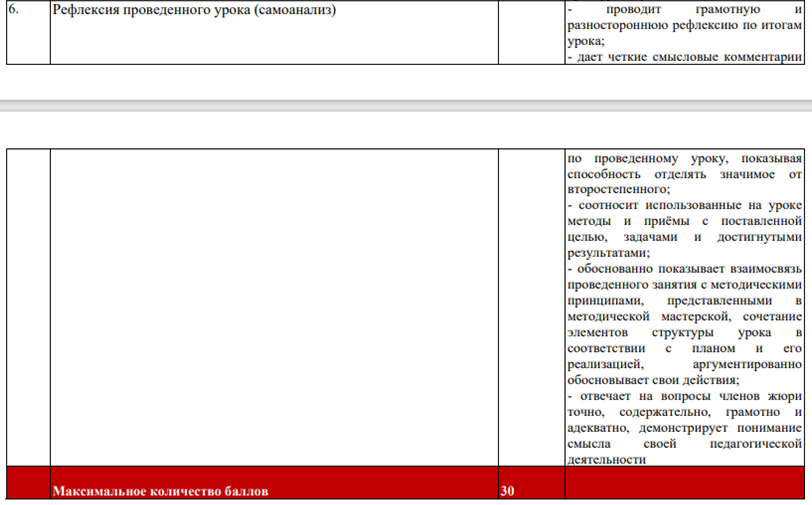 6.
Рефлексия проведенного урока (самоанализ)
- проводит грамотную и
разностороннюю рефлексию по итогам
урока;
- дает четкие смысловые комментарии
по проведенному уроку, показывая
способность отделять значимое от
второстепенного;
- соотносит использованные на уроке
методы и приёмы с поставленной
целью, задачами и достигнутыми
результатами;
- обоснованно показывает взаимосвязь
проведенного занятия с методическими
принципами, представленными в
методической мастерской, сочетание
элементов структуры урока в
соответствии с планом и его
реализацией, аргументированно
обосновывает свои действия;
- отвечает на вопросы членов жюри
точно, содержательно, грамотно и
адекватно, демонстрирует понимание
смысла своей педагогической
деятельности
Максимальное количество баллов
30